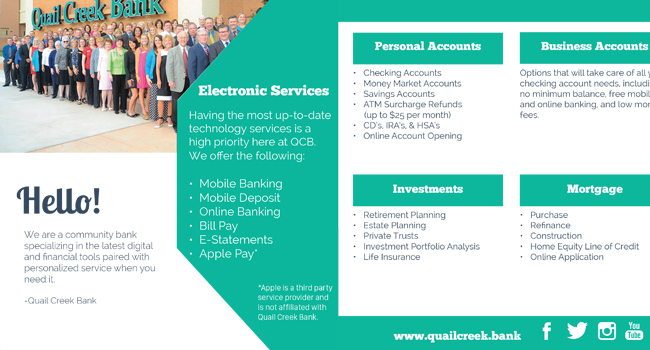 Quail Creek Bank
Hello!
We are a community bank
specializing in the latest digital
and financial tools paired with
personalized service when you
need it.
-Quail Creek Bank
Electronic Services
Having the most up-to-date
technology services is a
high priority here at QCB.
We offer the following:
• Mobile Banking
• Mobile Deposit
• Online Banking
• Bill Pay
• E-Statements
• Apple Pay*
*Apple is a third party
service provider and
is not affiliated with
Quail Creek Bank.
Personal Accounts
• Checking Accounts
• Money Market Accounts
• Savings Accounts
• ATM Surcharge Refunds
(up to $25 per month)
• CD's, IRA's, & HSA's
• Online Account Opening
Business Accounts
Options that will take care of all y
checking account needs, includi
no minimum balance, free mobil
and online banking, and low mor
fees.
Investments
• Retirement Planning
• Estate Planning
• Private Trusts
• Investment Portfolio Analysis
• Life Insurance
Mortgage
• Purchase
• Refinance
• Construction
• Home Equity Line of Credit
• Online Application
www.quailcreek.bank
f
You
Tube